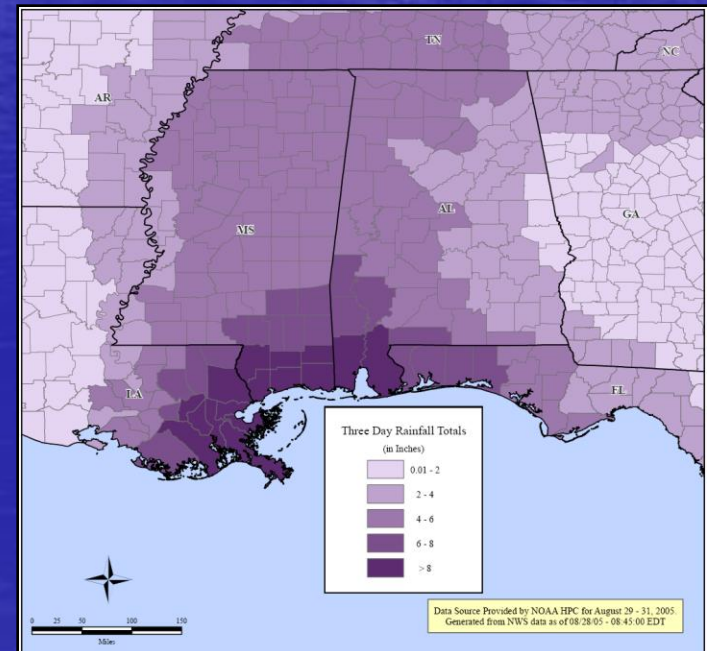 TN
NC
AR
MS
AL
GA
LA
FL
Three Day Rainfall Totals
(in Inches)
0.01 - 2
2 - 4
4 - 6
6 - 8
> 8
0 25 50 100 150
Miles
Data Source Provided by NOAA HPC for August 29 - 31, 2005.
Generated from NWS data as of 08/28/05 - 08:45:00 EDT